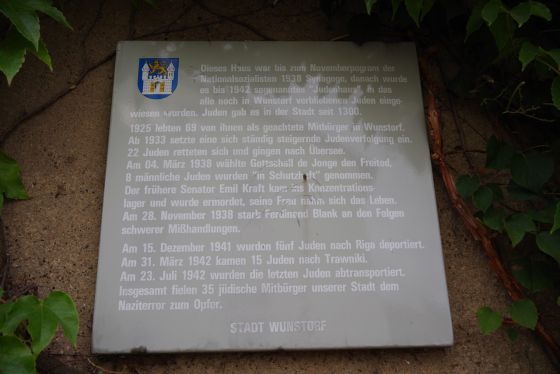 Dieses Haus war bis zum Novemberpogrom der
Nationalsozialisten 1938 Synagoge, danach wurde
es bis 1942 sogenanntes "Judenhaus", in das
alle noch in Wunstorf verbliebenen Juden einge-
wiesen wurden. Juden gab es in der Stadt seit 1300.
1925 lebten 69 von ihnen als geachtete Mitbürger in Wunstorf.
Ab 1933 setzte eine sich ständig steigernde Judenverfolgung ein.
22 Juden retteten sich und gingen nach Übersee.
Am 04. März 1938 wählte Gottschalf de Jonge den Freitod,
8 männliche Juden wurden "in Schutzhaft" genommen.
Der frühere Senator Emil Kraft kam ins Konzentrations-
lager und wurde ermordet, seine Frau nahm sich das Leben.
Am 28. November 1938 starb Ferdinend Blank an den Folgen
schwerer Mißhandlungen.
Am 15. Dezember 1941 wurden fünf Juden nach Riga deportiert.
Am 31. März 1942 kamen 15 Juden nach Trawniki.
Am 23. Juli 1942 wurden die letzten Juden abtransportiert.
Insgesamt fielen 35 jüdische Mitbürger unserer Stadt dem
Naziterror zum Opfer.
STADT WUNSTORF